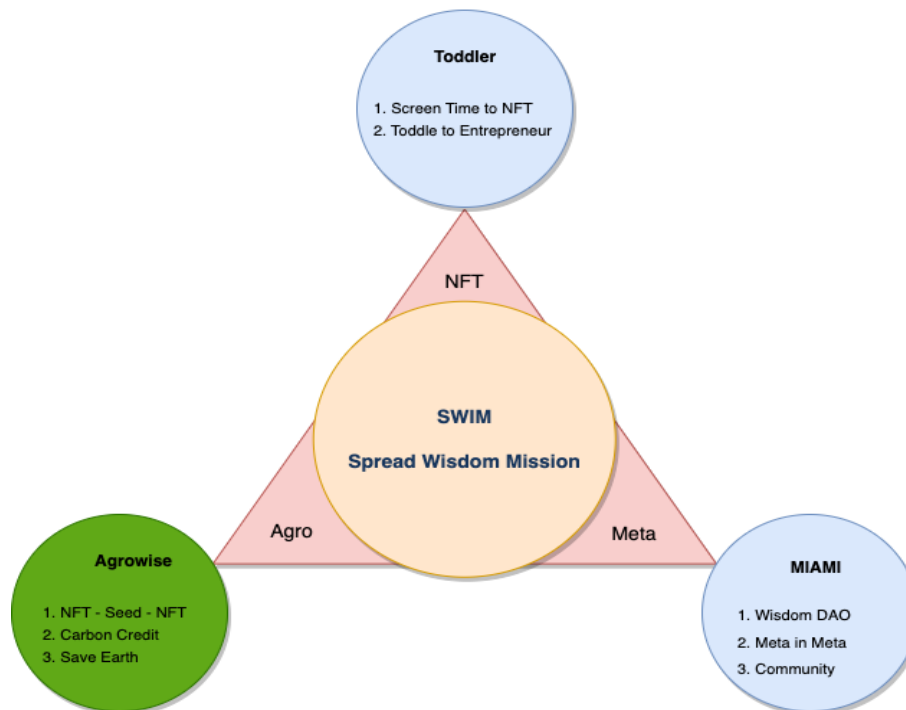 Toddler
1. Screen Time to NFT
2. Toddle to Entrepreneur
NFT
SWIM
Spread Wisdom Mission
Agro
Meta
Agrowise
1. NFT - Seed - NFT
2. Carbon Credit
3. Save Earth
MIAMI
1. Wisdom DAO
2. Meta in Meta
3. Community